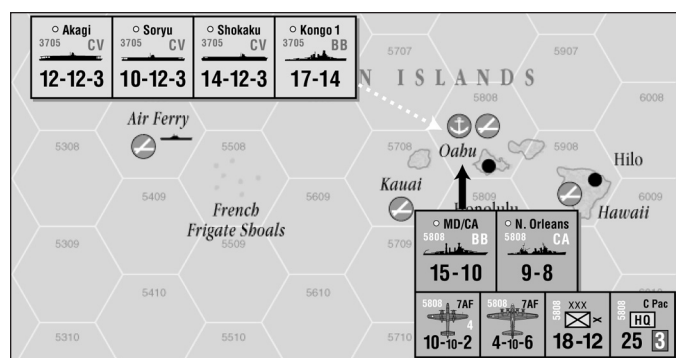 Akagi
3705 CV
12-12-3
Soryu
3705 CV
10-12-3
Shokaku
3705 CV
14-12-3
Kongo 1
3705 BB
17-14
N ISLANDS
5707
5907
5808
6008
Air Ferry
5308
5508
5708
5908
Oahu
Hilo
Kauai
Honolulu
Hawaii
5409
5609
5809
6009
French
Frigate Shoals
5309
5509
5709
5410
5610
5310
5510
5710
MD/CA
5808 BB
15-10
N. Orleans
5808 CA
9-8
5808 7AF
4
10-10-2
5808 7AF
4-10-6
5808 XXX
18-12
5808 C Pac
HQ
25 3